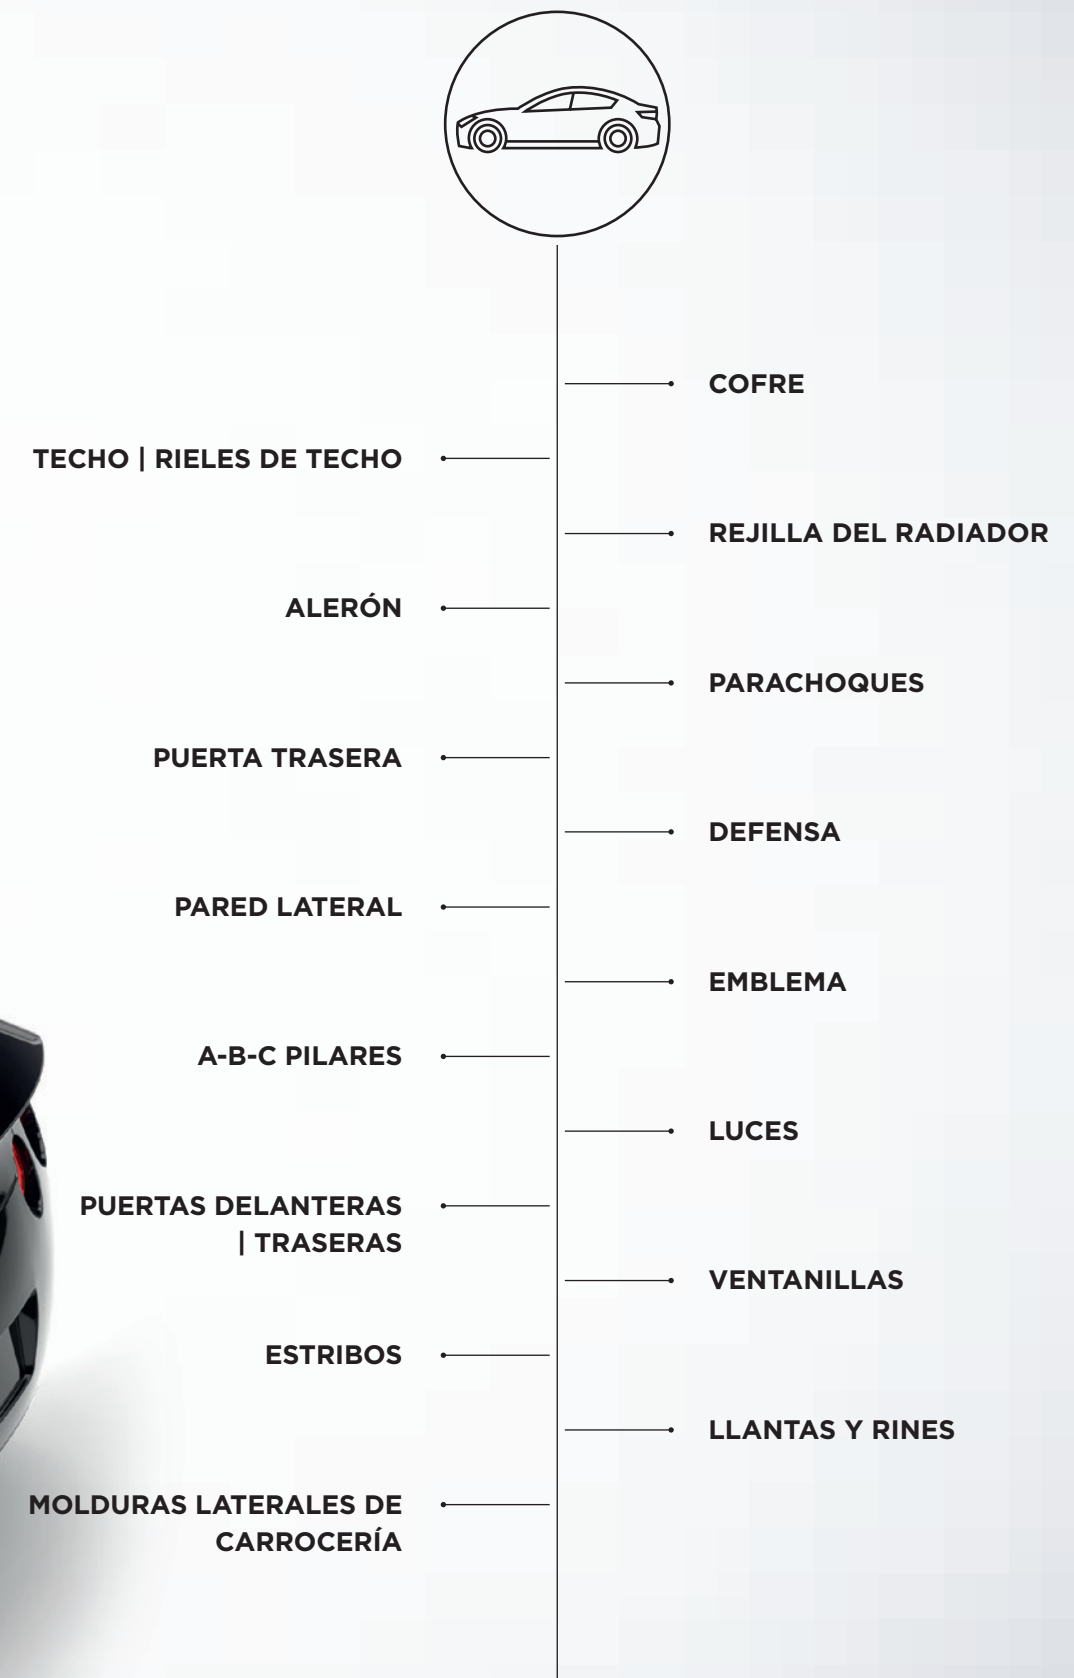 COFRE
TECHO | RIELES DE TECHO
REJILLA DEL RADIADOR
ALERÓN
PARACHOQUES
PUERTA TRASERA
DEFENSA
PARED LATERAL
EMBLEMA
A-B-C PILARES
LUCES
PUERTAS DELANTERAS
| TRASERAS
VENTANILLAS
ESTRIBOS
LLANTAS Y RINES
MOLDURAS LATERALES DE
CARROCERÍA